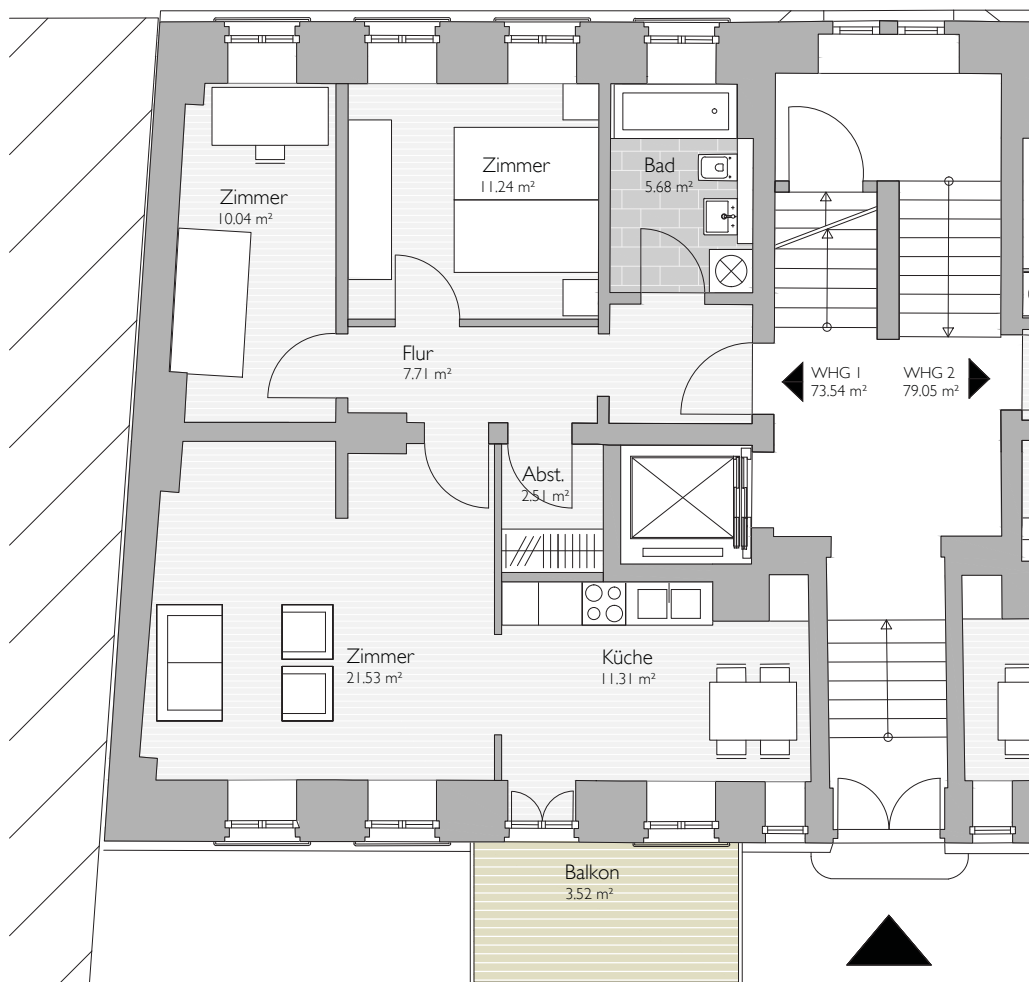 Zimmer
10.04 m²
Zimmer
11.24 m²
Bad
5.68 m²
Flur
7.71 m²
WHG 1
73.54 m²
WHG 2
79.05 m²
Abst.
2.51 m²
Zimmer
21.53 m²
Küche
11.31 m²
Balkon
3.52 m²